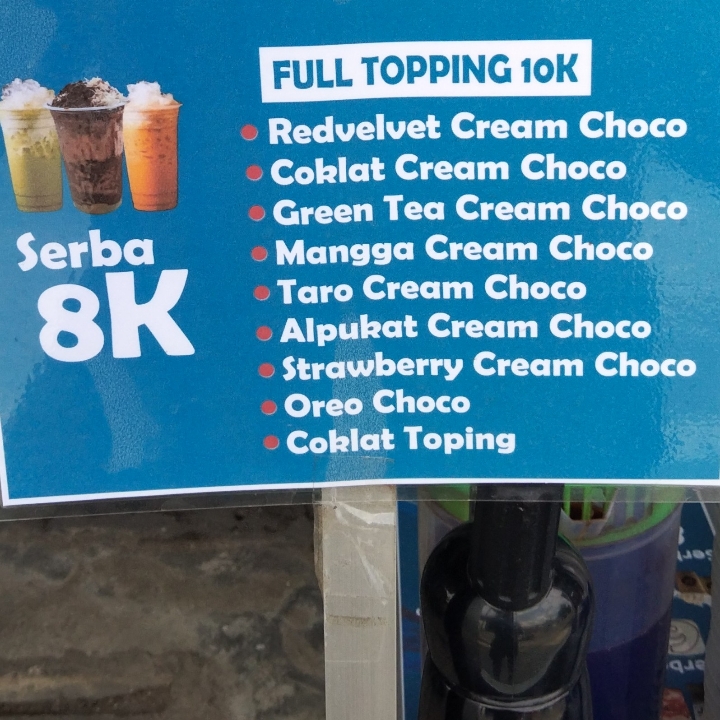 FULL TOPPING 10K
Redvelvet Cream Choco
Coklat Cream Choco
Green Tea Cream Choco
Mangga Cream Choco
Taro Cream Choco
Alpukat Cream Choco
Strawberry Cream Choco
Oreo Choco
Coklat Toping
Serba
8K